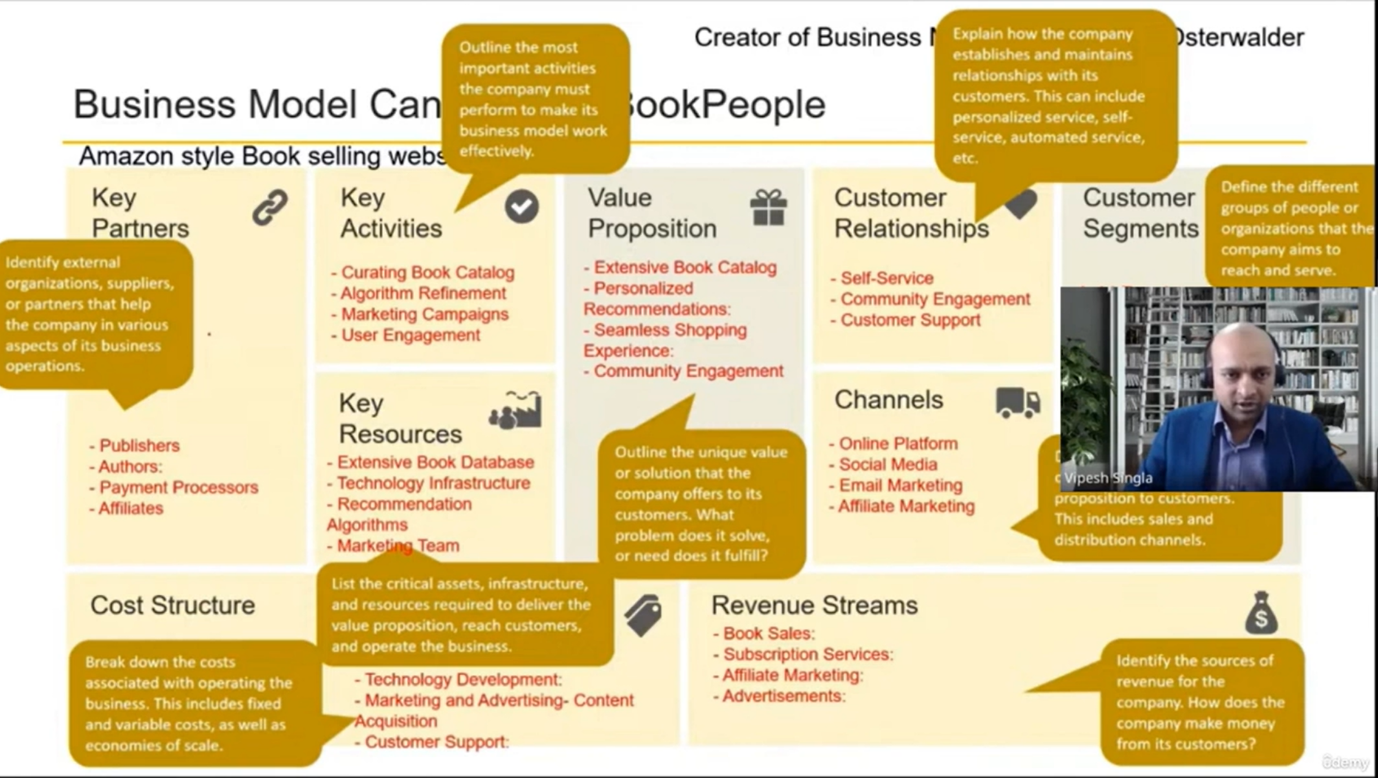 Creator of Business
Osterwalder
Business Model Can
BookPeople
Amazon style Book selling webs
Outline the most
important activities
the company must
perform to make its
business model work
effectively.
Explain how the company
establishes and maintains
relationships with its
customers. This can include
personalized service, self-
service, automated service,
etc.
Key
Partners
Identify external
organizations, suppliers,
or partners that help
the company in various
aspects of its business
operations.
- Publishers
- Authors:
- Payment Processors
- Affiliates
Key
Activities
- Curating Book Catalog
- Algorithm Refinement
- Marketing Campaigns
- User Engagement
Key
Resources
- Extensive Book Database
- Technology Infrastructure
- Recommendation
Algorithms
- Marketing Team
List the critical assets, infrastructure,
and resources required to deliver the
value proposition, reach customers,
and operate the business.
Value
Proposition
- Extensive Book Catalog
- Personalized
Recommendations:
- Seamless Shopping
Experience:
- Community Engagement
Outline the unique value
or solution that the
company offers to its
customers. What
problem does it solve,
or need does it fulfill?
Customer
Relationships
- Self-Service
- Community Engagement
- Customer Support
Channels
- Online Platform
- Social Media
- Email Marketing
- Affiliate Marketing
proposition to customers.
This includes sales and
distribution channels.
Customer
Segments
Define the different
groups of people or
organizations that the
company aims to
reach and serve.
Vipesh Singla
Cost Structure
Break down the costs
associated with operating the
business. This includes fixed
and variable costs, as well as
economies of scale.
- Technology Development:
- Marketing and Advertising- Content
Acquisition
- Customer Support:
Revenue Streams
- Book Sales:
- Subscription Services:
- Affiliate Marketing:
- Advertisements:
Identify the sources of
revenue for the
company. How does the
company make money
from its customers?
$
ûdemy